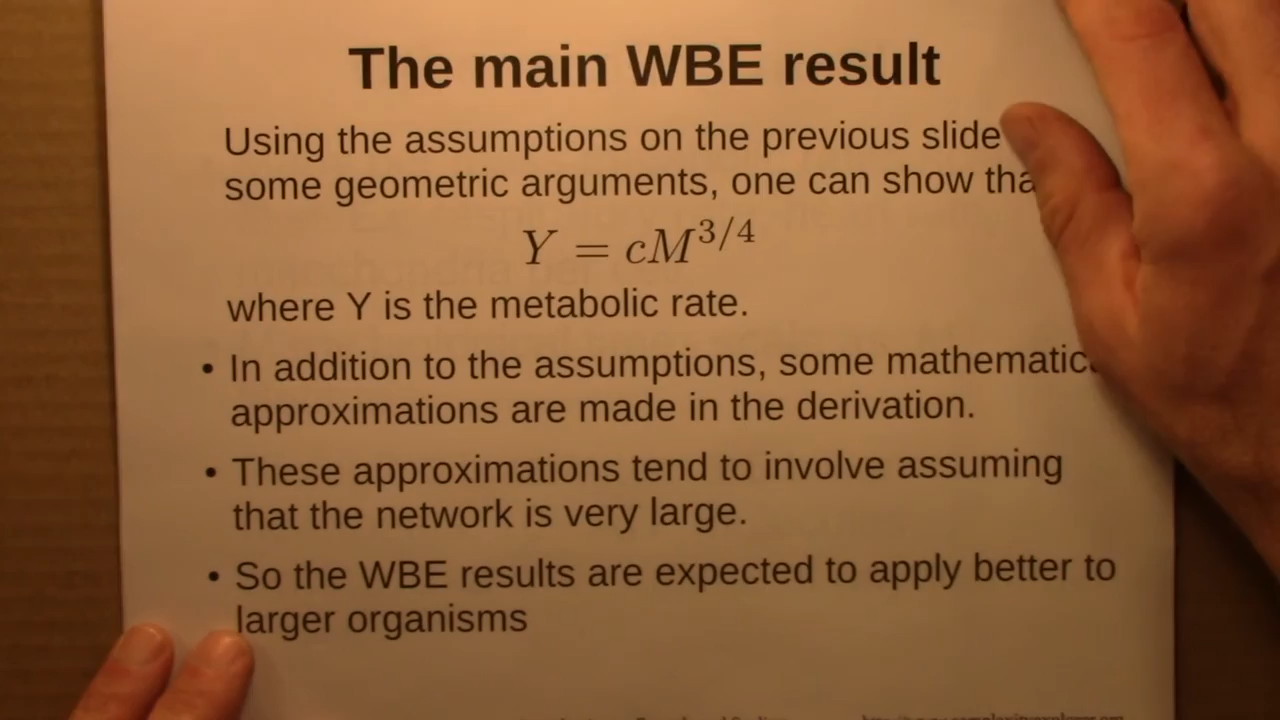 The main WBE result
Using the assumptions on the previous slide
some geometric arguments, one can show
Y = cM^{3/4}
where Y is the metabolic rate.
• In addition to the assumptions, some
approximations are made in the derivation.
• These approximations tend to involve assuming
that the network is very large.
• So the WBE results are expected to apply better to
larger organisms